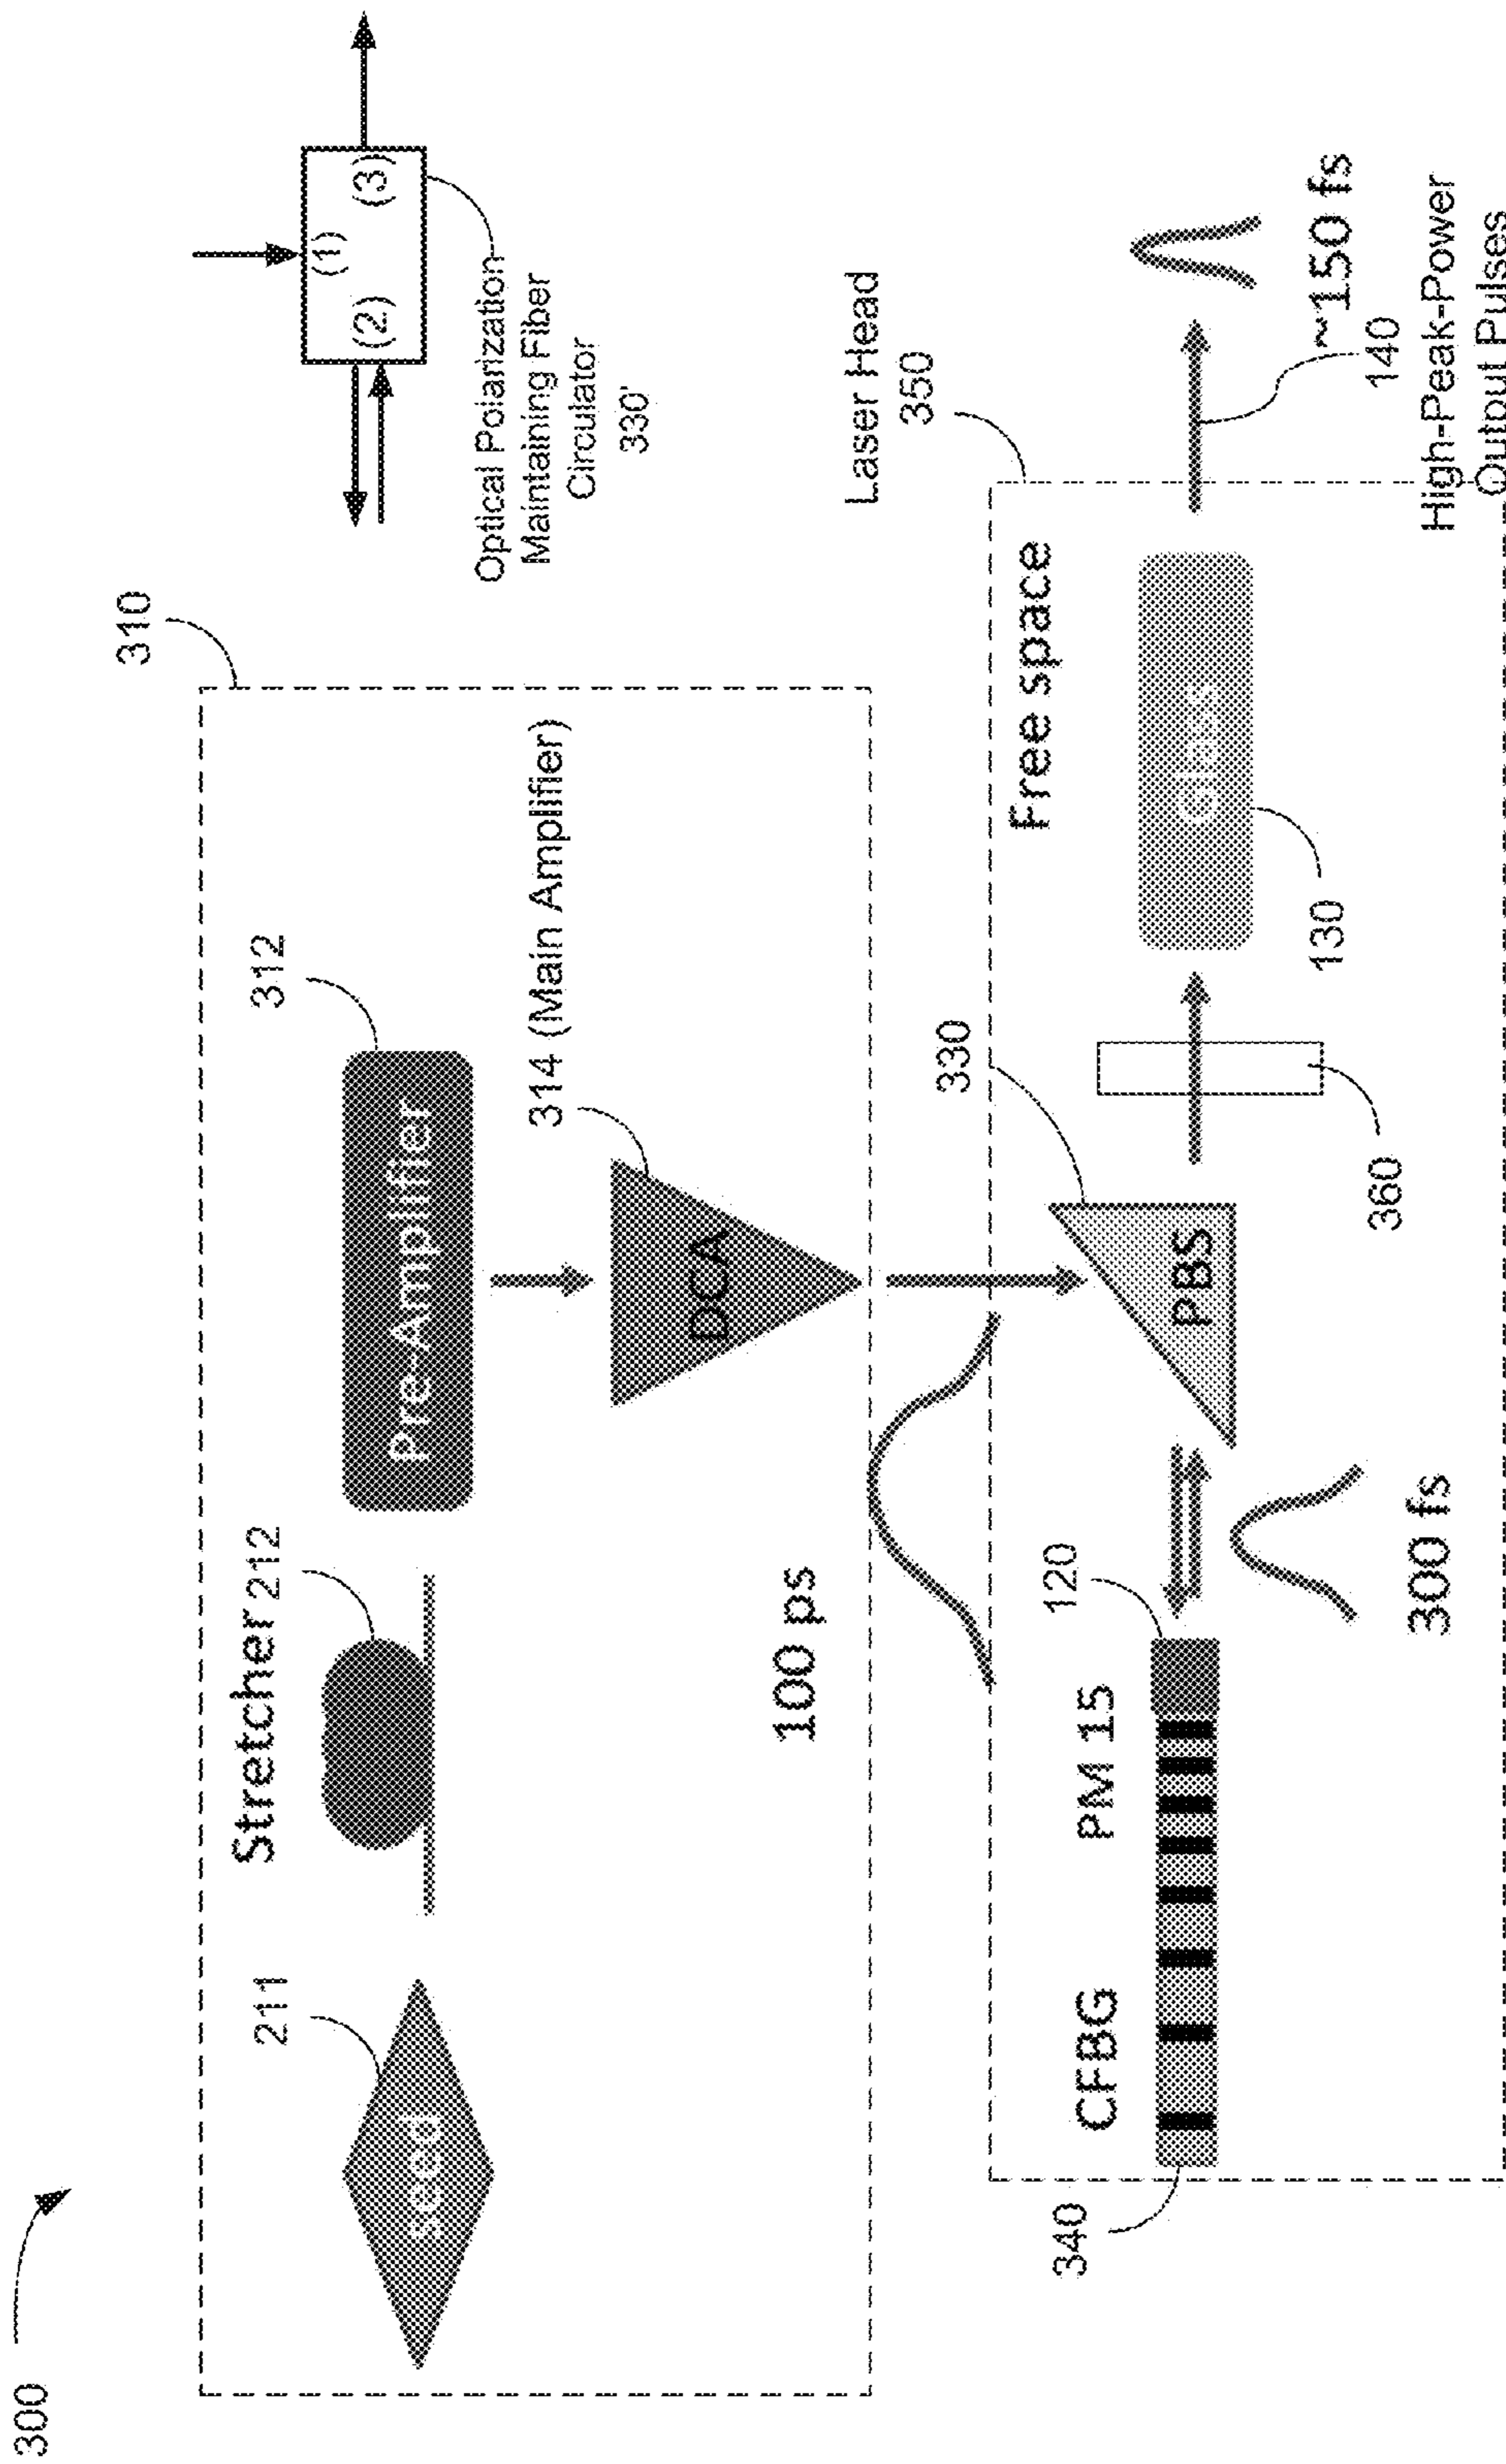 300
310
Stretcher 212
312
211
seed
Pre-Amplifier
314 (Main Amplifier)
DCA
100 ps
(1)
(2)
(3)
Optical Polarization-
Maintaining Fiber
Circulator
330'
Laser Head
350
Free space
330
340
CFBG
PM 15
120
PBS
Glass
300 fs
360
130
~150 fs
140
High-Peak-Power
Output Pulses